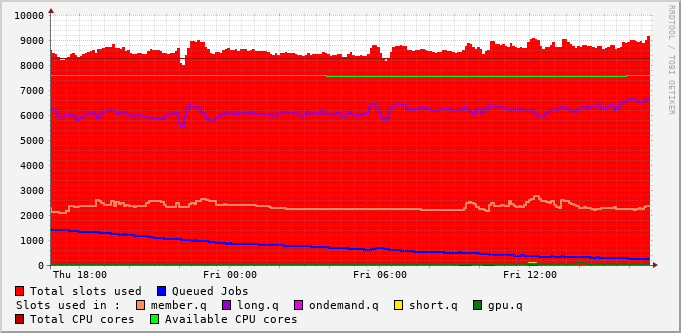 10000
9000
8000
7000
6000
5000
4000
3000
2000
1000
0
Thu 18:00 Fri 00:00 Fri 06:00 Fri 12:00
Total slots used Queued Jobs
Slots used in : member.q long.q ondemand.q short.q gpu.q
Total CPU cores Available CPU cores
RRDTOOL / TOBI OETIKER